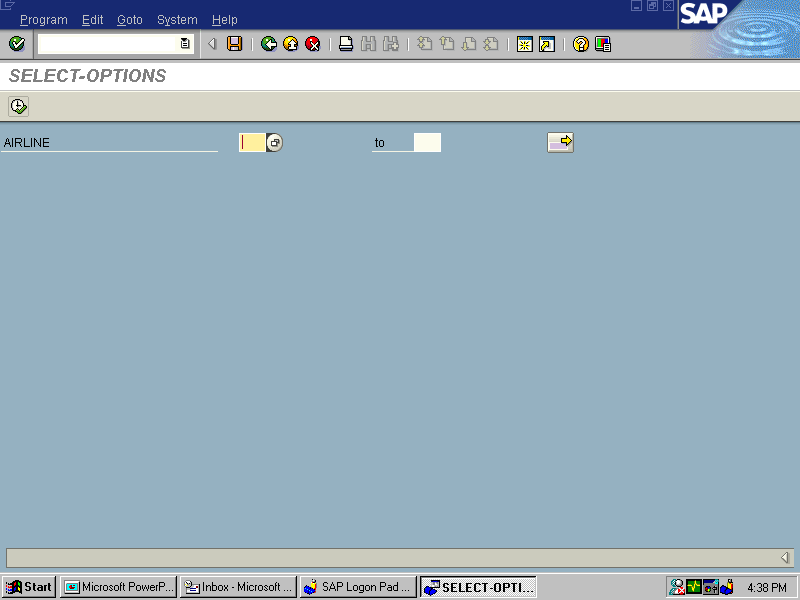 Program Edit Goto System Help
SAP
SELECT-OPTIONS
AIRLINE to
Start Microsoft PowerP... Inbox - Microsoft ... SAP Logon Pad ... SELECT-OPTI... 4:38 PM